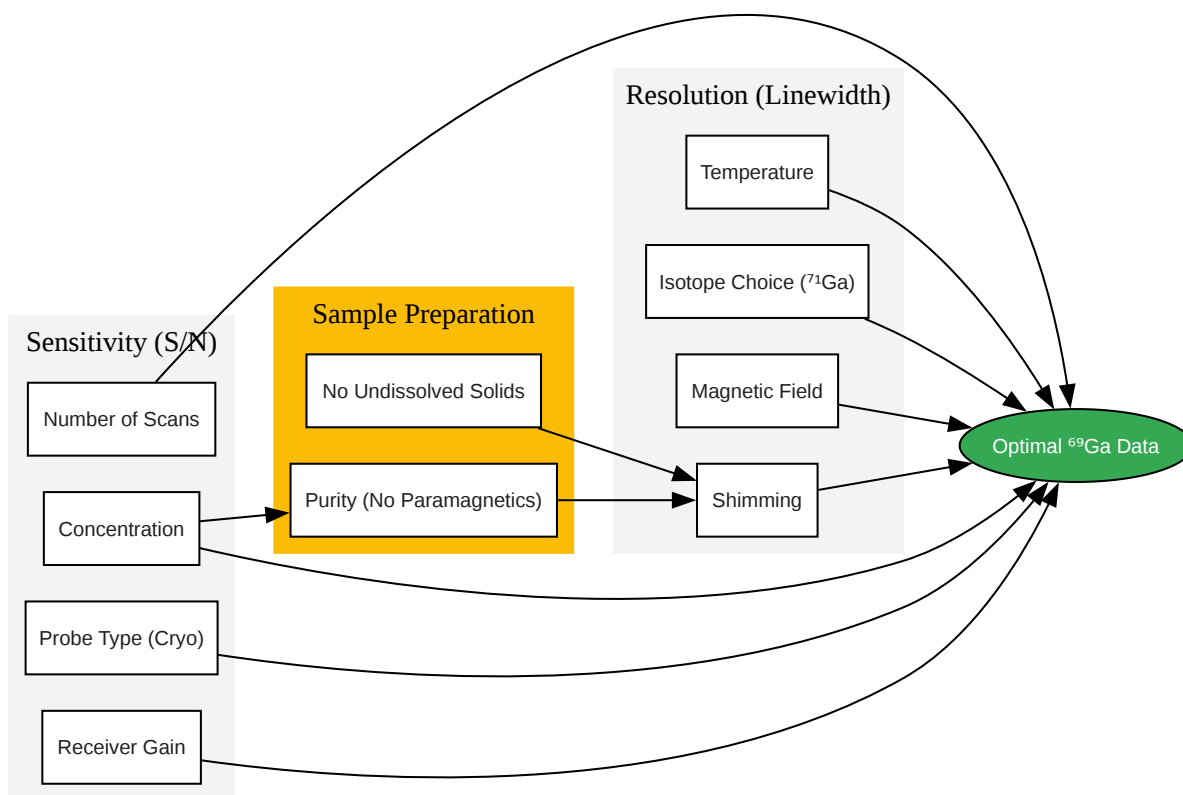 Resolution (Linewidth)
Temperature
Isotope Choice (⁷¹Ga)
Magnetic Field
Shimming
Sample Preparation
No Undissolved Solids
Purity (No Paramagnetics)
Sensitivity (S/N)
Number of Scans
Concentration
Probe Type (Cryo)
Receiver Gain
Optimal ⁶⁹Ga Data